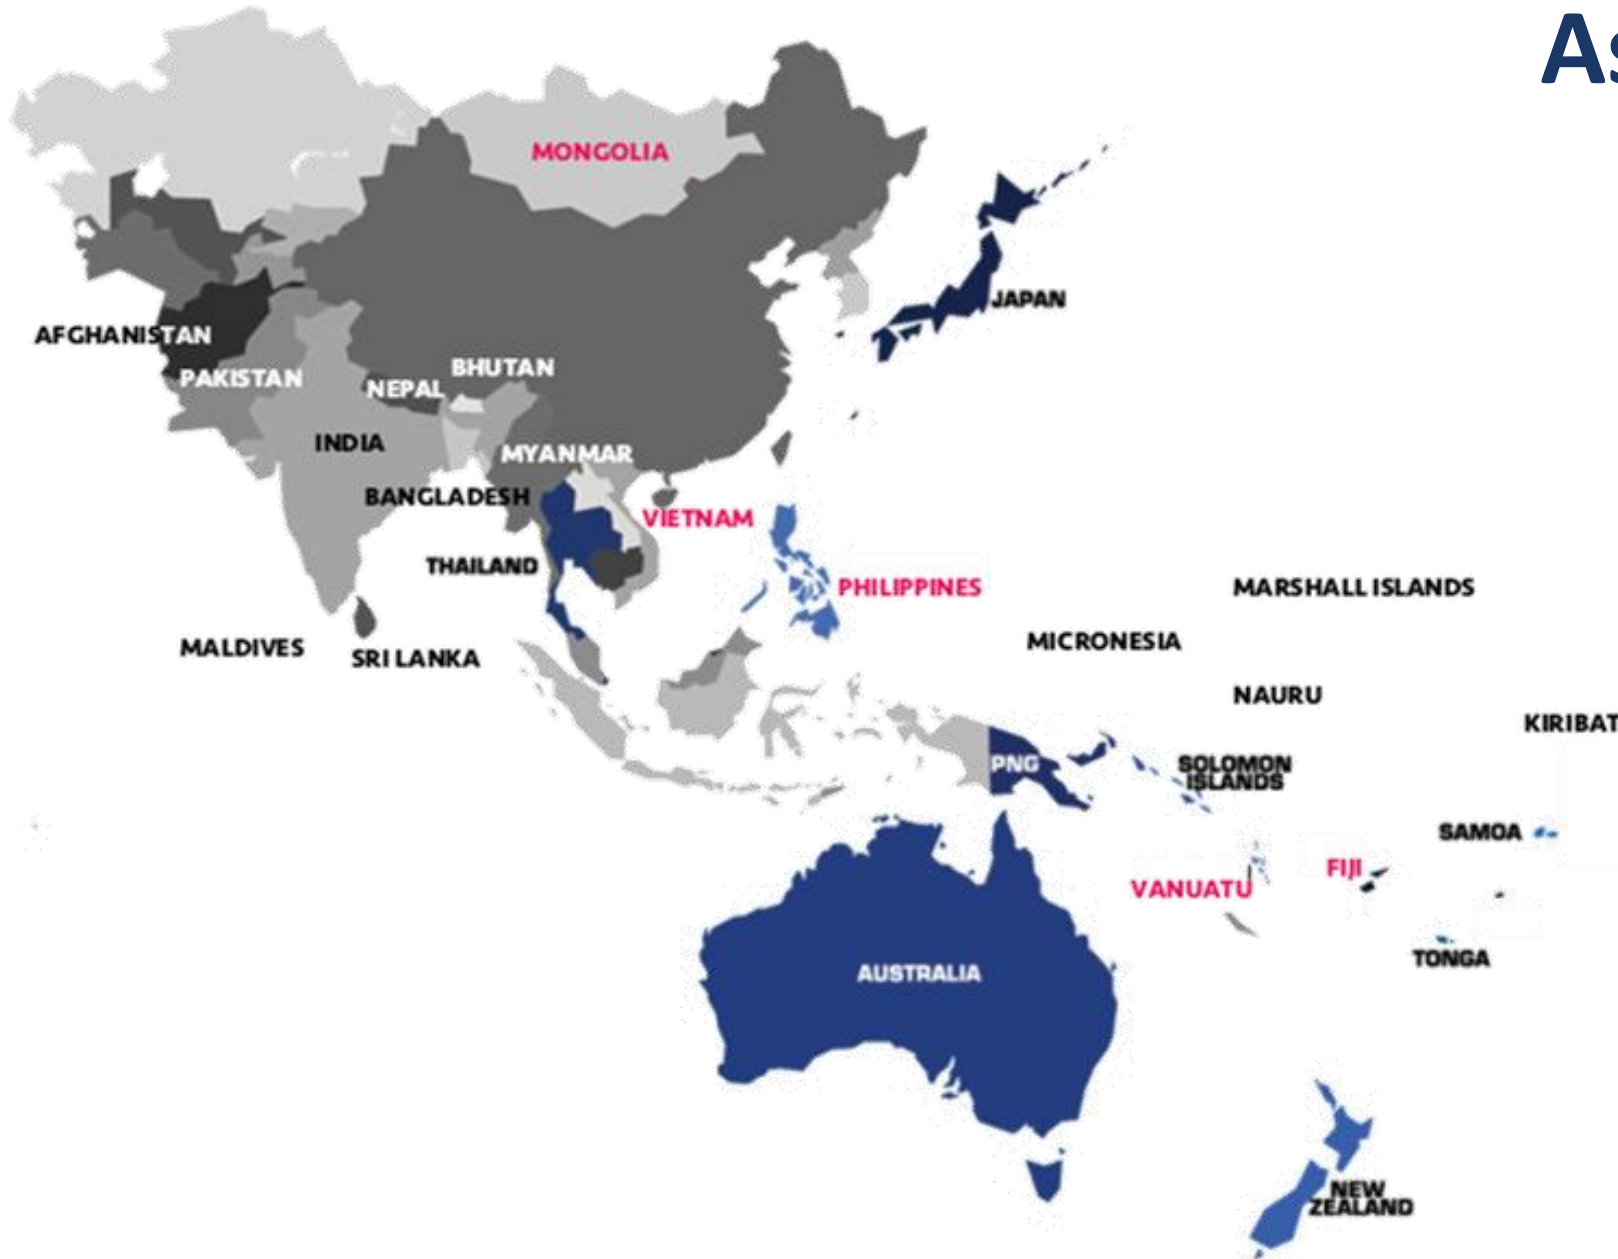 As
MONGOLIA
JAPAN
AFGHANISTAN
BHUTAN
PAKISTAN
NEPAL
INDIA
MYANMAR
BANGLADESH
VIETNAM
THAILAND
PHILIPPINES
MARSHALL ISLANDS
MICRONESIA
MALDIVES
SRI LANKA
NAURU
KIRIBAT
PNG
SOLOMON
ISLANDS
SAMOA
FIJI
VANUATU
TONGA
AUSTRALIA
NEW
ZEALAND